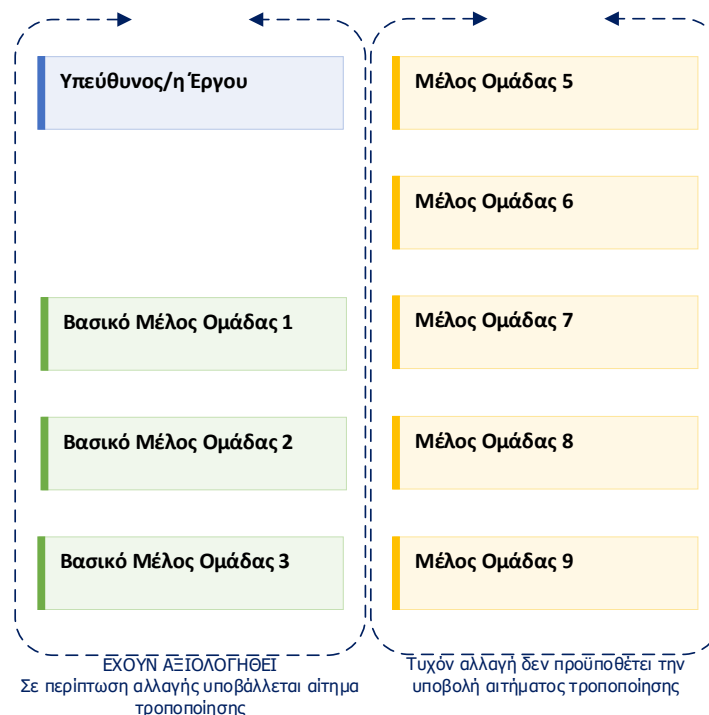 Υπεύθυνος/η Έργου
Βασικό Μέλος Ομάδας 1
Βασικό Μέλος Ομάδας 2
Βασικό Μέλος Ομάδας 3
ΕΧΟΥΝ ΑΞΙΟΛΟΓΗΘΕΙ
Σε περίπτωση αλλαγής υποβάλλεται αίτημα
τροποποίησης
Μέλος Ομάδας 5
Μέλος Ομάδας 6
Μέλος Ομάδας 7
Μέλος Ομάδας 8
Μέλος Ομάδας 9
Τυχόν αλλαγή δεν προϋποθέτει την
υποβολή αιτήματος τροποποίησης